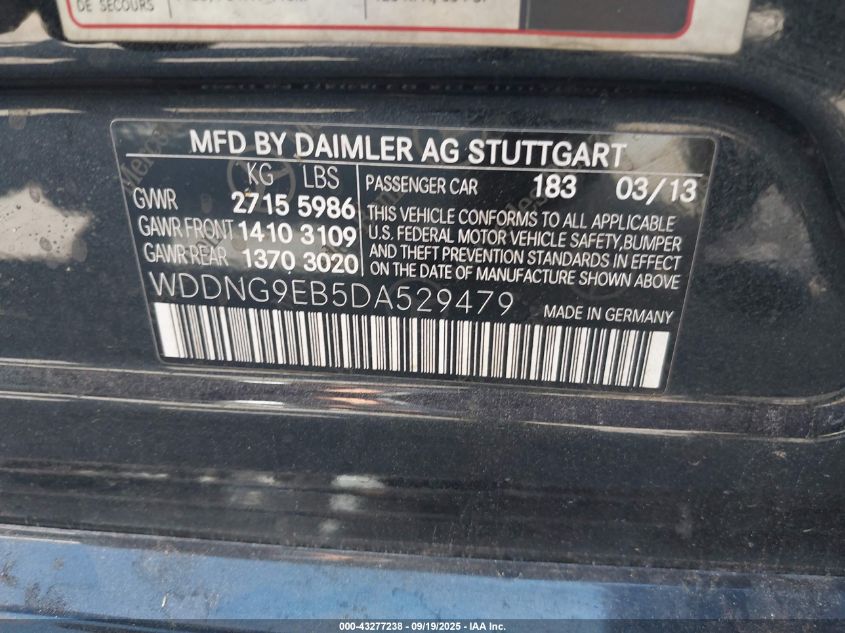 DE SECOURS
MFD BY DAIMLER AG STUTTGART
KG LBS
GVWR 2715 5986
GAWR FRONT 1410 3109
GAWR REAR 1370 3020
PASSENGER CAR 183 03/13
THIS VEHICLE CONFORMS TO ALL APPLICABLE
U.S. FEDERAL MOTOR VEHICLE SAFETY, BUMPER
AND THEFT PREVENTION STANDARDS IN EFFECT
ON THE DATE OF MANUFACTURE SHOWN ABOVE
WDDNG9EB5DA529479
MADE IN GERMANY
000-43277238 - 09/19/2025 - IAA Inc.